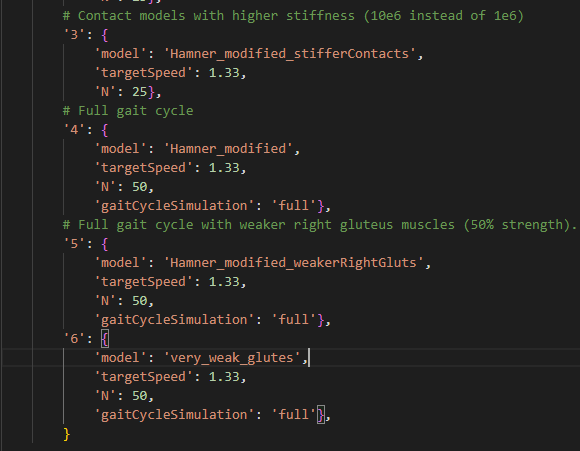 # Contact models with higher stiffness (10e6 instead of 1e6)
'3': {
'model': 'Hamner_modified_stifferContacts',
'targetSpeed': 1.33,
'N': 25},
# Full gait cycle
'4': {
'model': 'Hamner_modified',
'targetSpeed': 1.33,
'N': 50,
'gaitCycleSimulation': 'full'},
# Full gait cycle with weaker right gluteus muscles (50% strength).
'5': {
'model': 'Hamner_modified_weakerRightGluts',
'targetSpeed': 1.33,
'N': 50,
'gaitCycleSimulation': 'full'},
'6': {
'model': 'very_weak_glutes',
'targetSpeed': 1.33,
'N': 50,
'gaitCycleSimulation': 'full'},
}